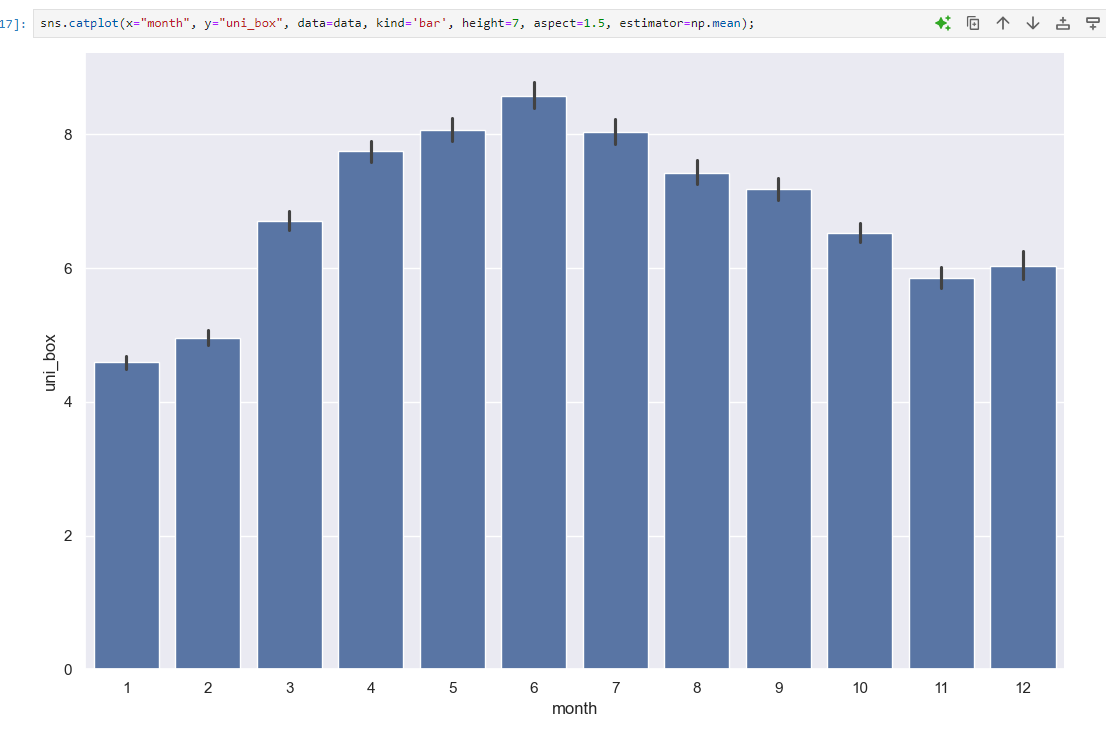 17]: sns.catplot(x="month", y="uni_box", data=data, kind='bar', height=7, aspect=1.5, estimator=np.mean);
8
6
4
2
0
uni_box
1 2 3 4 5 6 7 8 9 10 11 12
month